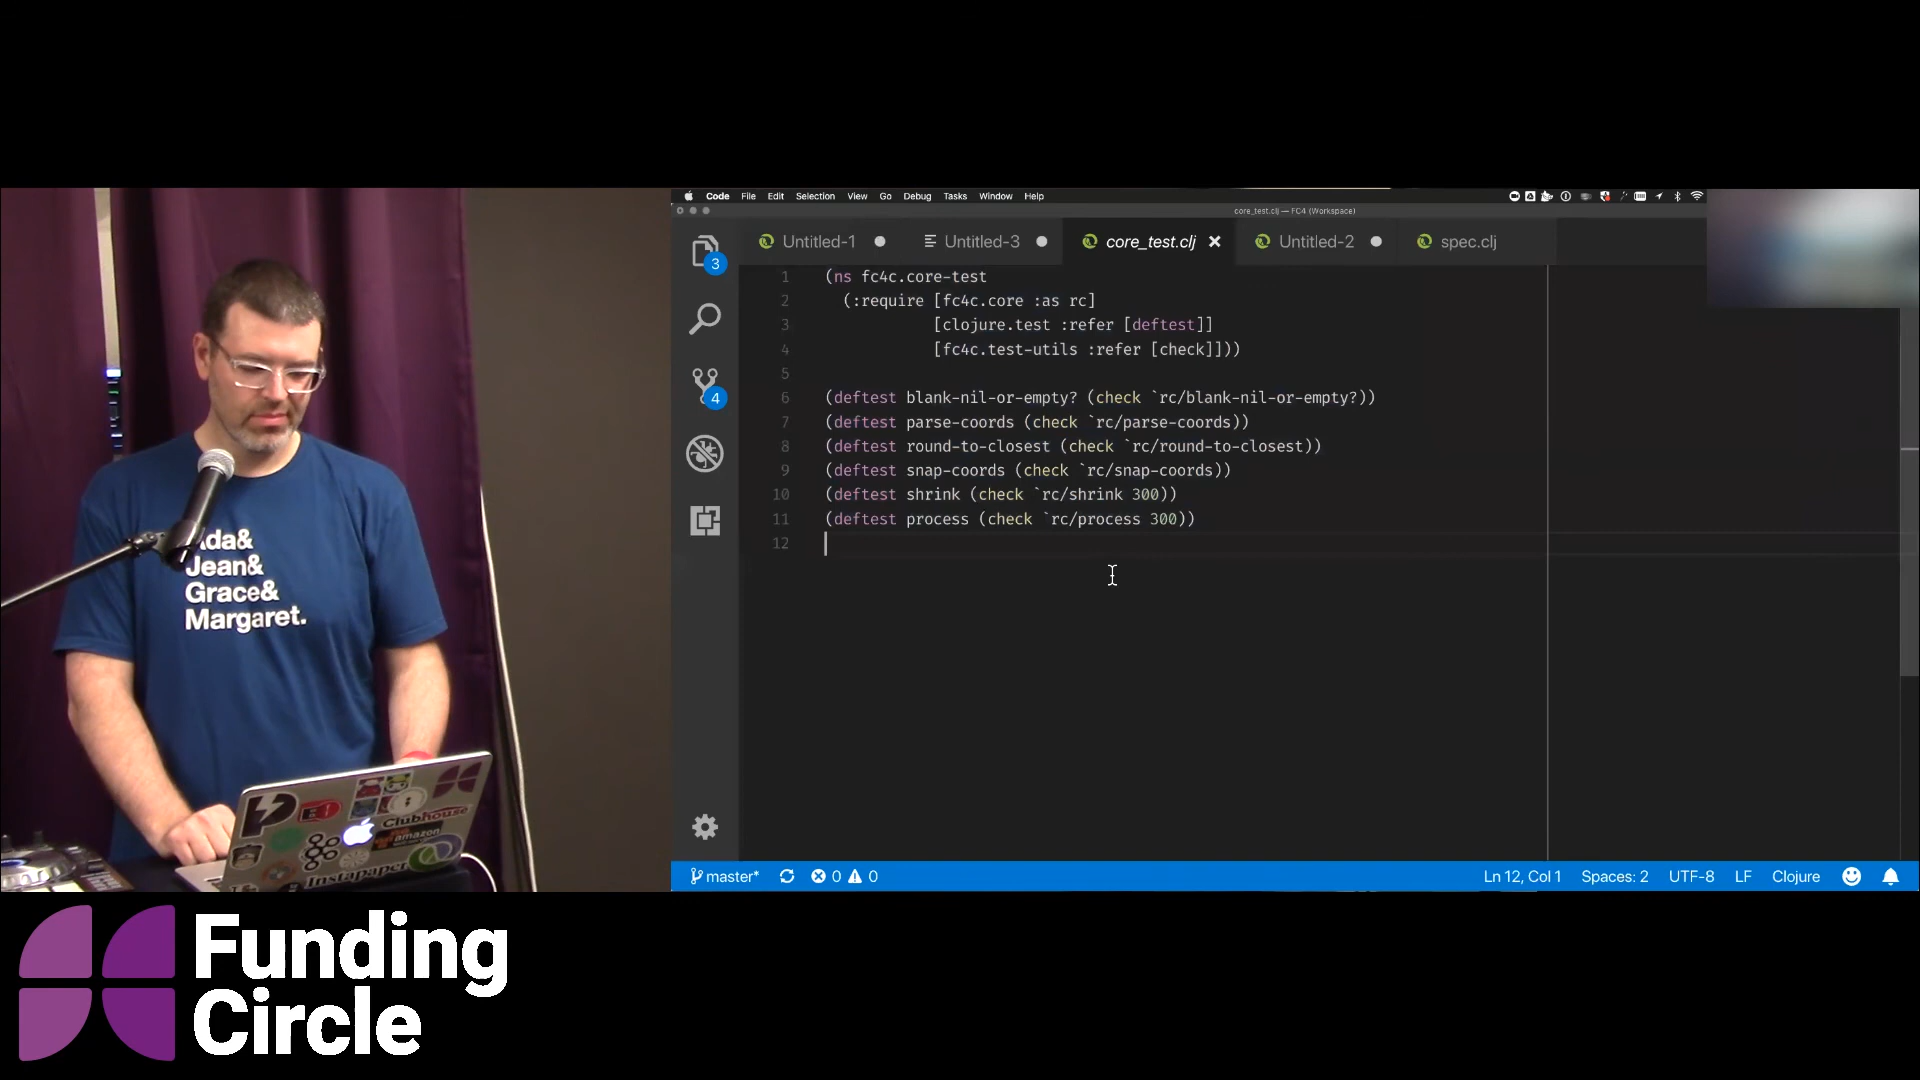 Code File Edit Selection View Go Debug Tasks Window Help
core_test.clj — FC4 (Workspace)
3
4
Untitled-1
Untitled-3
core_test.clj
Untitled-2
spec.clj
1 (ns fc4c.core-test
2 (:require [fc4c.core :as rc]
3 [clojure.test :refer [deftest]]
4 [fc4c.test-utils :refer [check]]))
5
6 (deftest blank-nil-or-empty? (check `rc/blank-nil-or-empty?))
7 (deftest parse-coords (check `rc/parse-coords))
8 (deftest round-to-closest (check `rc/round-to-closest))
9 (deftest snap-coords (check `rc/snap-coords))
10 (deftest shrink (check `rc/shrink 300))
11 (deftest process (check `rc/process 300))
12
master* 0 0 Ln 12, Col 1 Spaces: 2 UTF-8 LF Clojure
Jean&
Grace&
Margaret.
Clubhouse
amazon
Instapaper
Funding
Circle